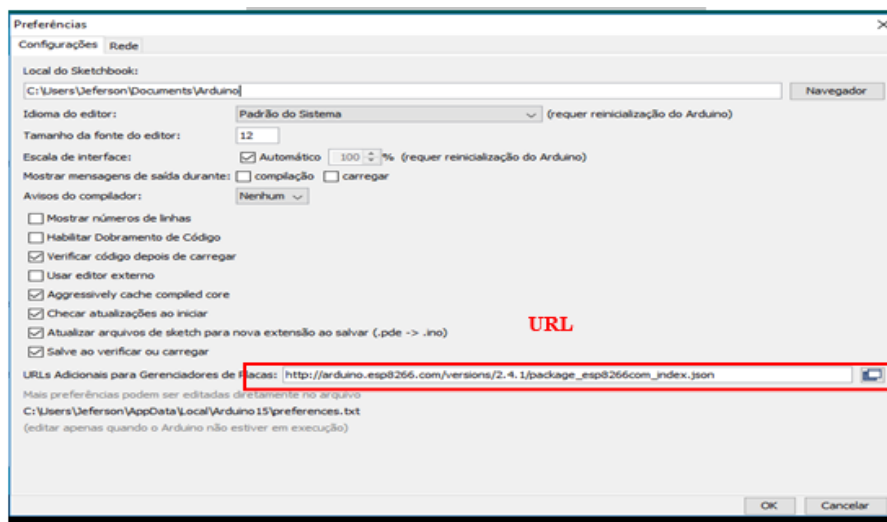 Preferências
Configurações Rede
Local do Sketchbook:
C:\Users\Jeferson\Documents\Arduino Navegador
Idioma do editor: Padrão do Sistema (requer reinicialização do Arduino)
Tamanho da fonte do editor: 12
Escala de interface: Automático 100 % (requer reinicialização do Arduino)
Mostrar mensagens de saída durante: compilação carregar
Avisos do compilador: Nenhum
Mostrar números de linhas
Habilitar Dobramento de Código
Verificar código depois de carregar
Usar editor externo
Aggressively cache compiled core
Checar atualizações ao iniciar
URL
Atualizar arquivos de sketch para nova extensão ao salvar (.pde -> .ino)
Salve ao verificar ou carregar
URLs Adicionais para Gerenciadores de Placas: http://arduino.esp8266.com/versions/2.4.1/package_esp8266com_index.json
Mais preferências podem ser editadas diretamente no arquivo
C:\Users\Jeferson\AppData\Local\Arduino15\preferences.txt
(editar apenas quando o Arduino não estiver em execução)
OK Cancelar